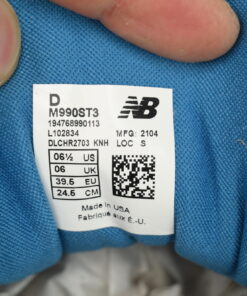 D
M990ST3
194768990113
L102834 MFG: 2104
DLCHR2703 KNH LOC S
06½ US
06 UK
39.5 EU
24.5 CM
NB
Made In USA
Fabriqué aux É.-U.